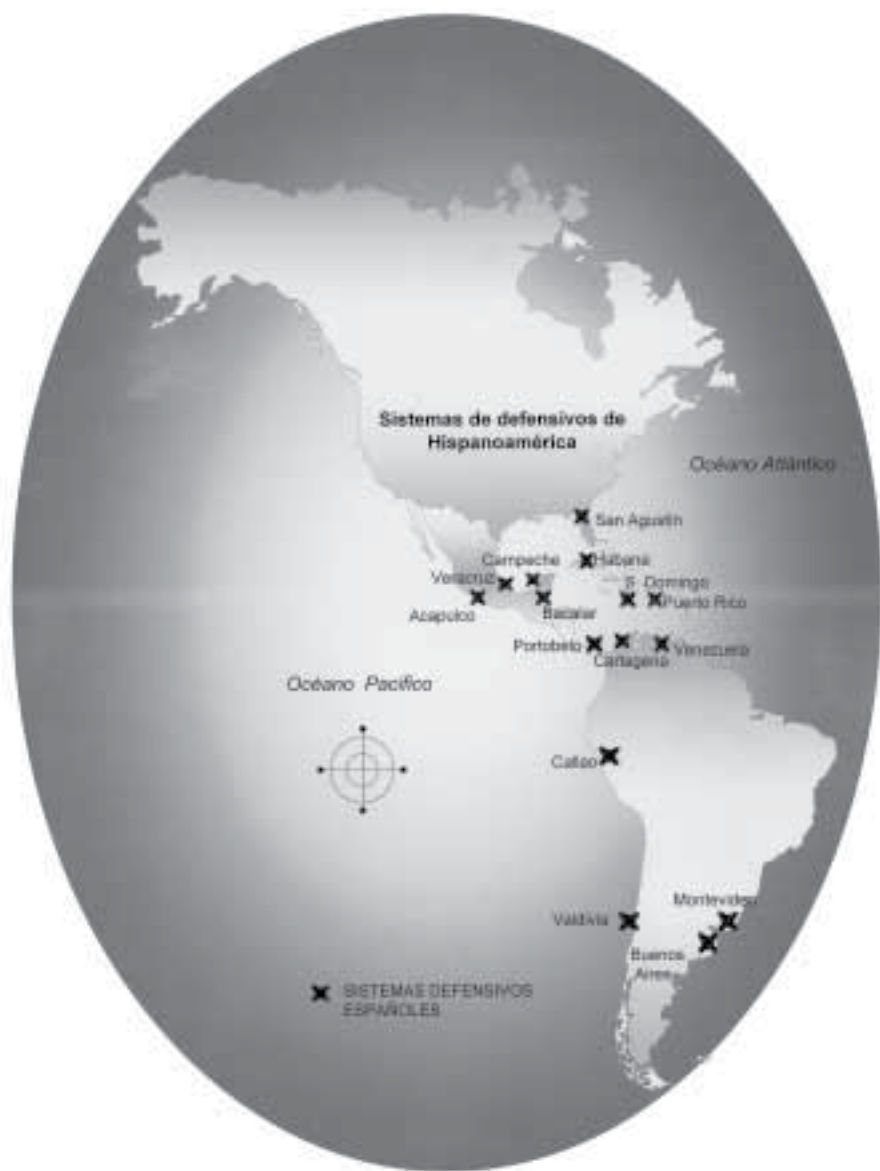 Sistemas de defensivos de
Hispanoamérica
Océano Atlántico
San Agustín
Campeche
Habana
Veracruz
S. Domingo
Acapulco
Bacalar
Puerto Rico
Portobelo
Cartagena
Venezuela
Océano Pacífico
Callao
Montevideo
Valdivia
Buenos
Aires
SISTEMAS DEFENSIVOS
ESPAÑOLES